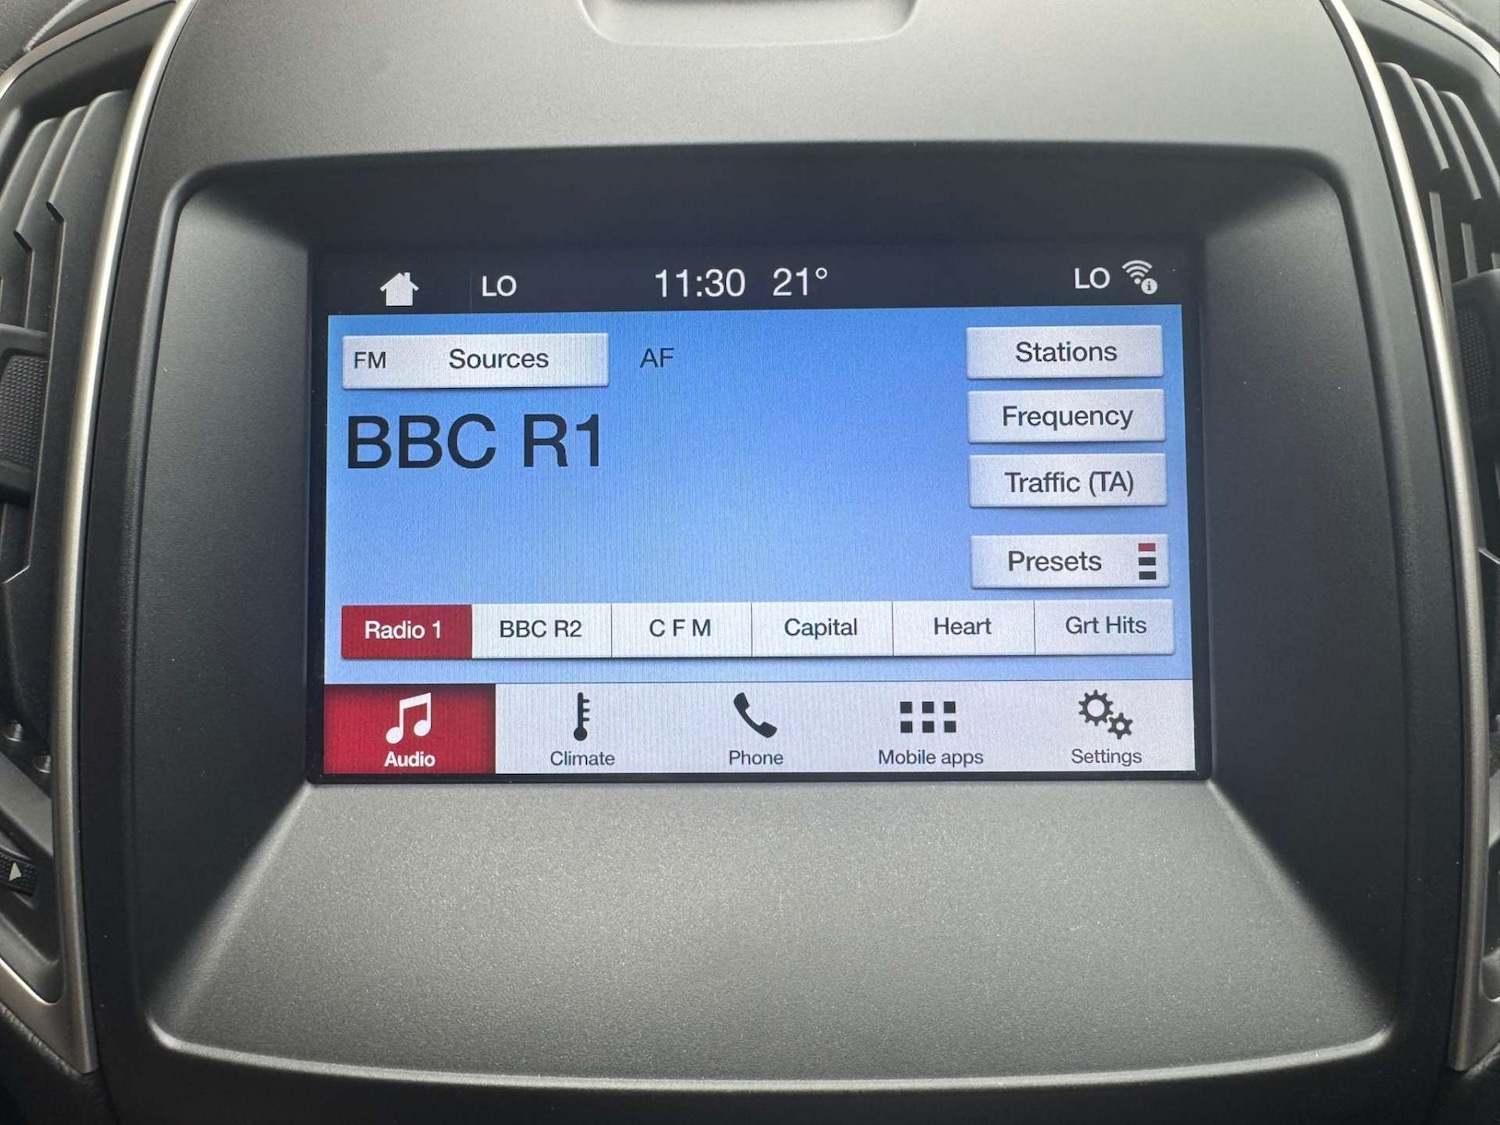 LO 11:30 21° LO
FM Sources AF
Stations
Frequency
BBC R1
Traffic (TA)
Presets
Radio 1 BBC R2 C F M Capital Heart Grt Hits
Audio Climate Phone Mobile apps Settings